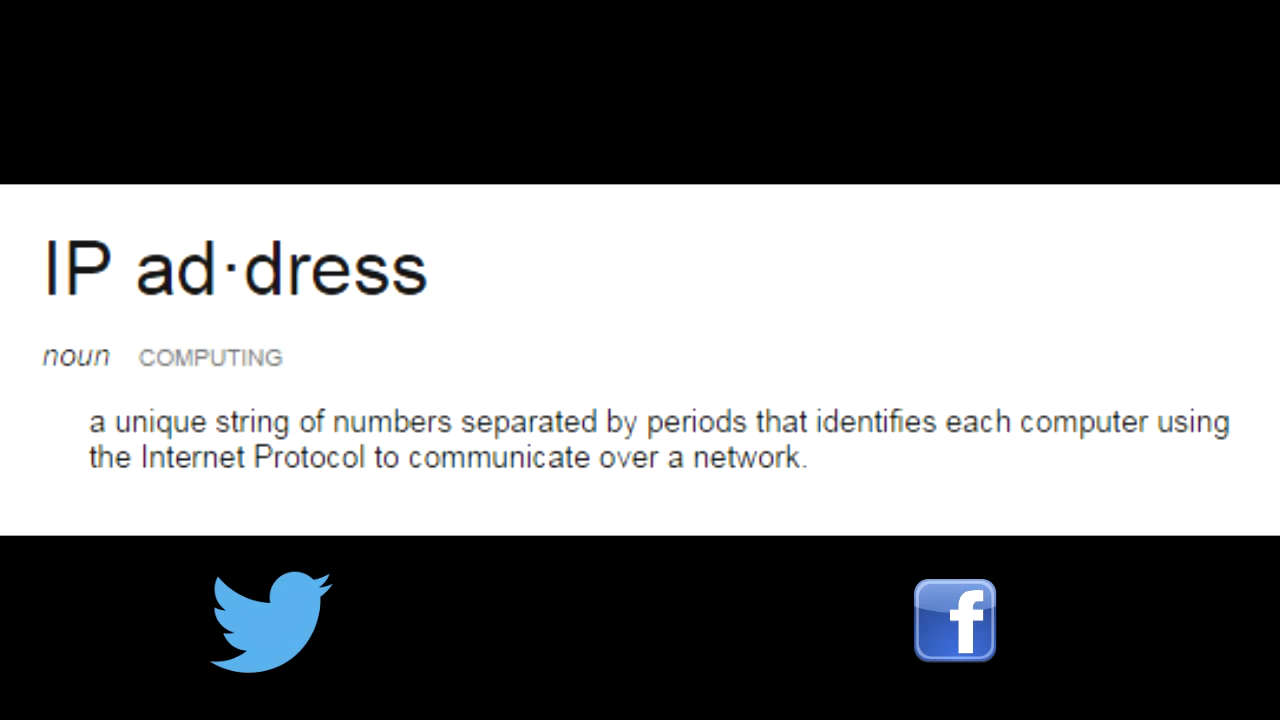 IP ad·dress
noun COMPUTING
a unique string of numbers separated by periods that identifies each computer using
the Internet Protocol to communicate over a network.
f